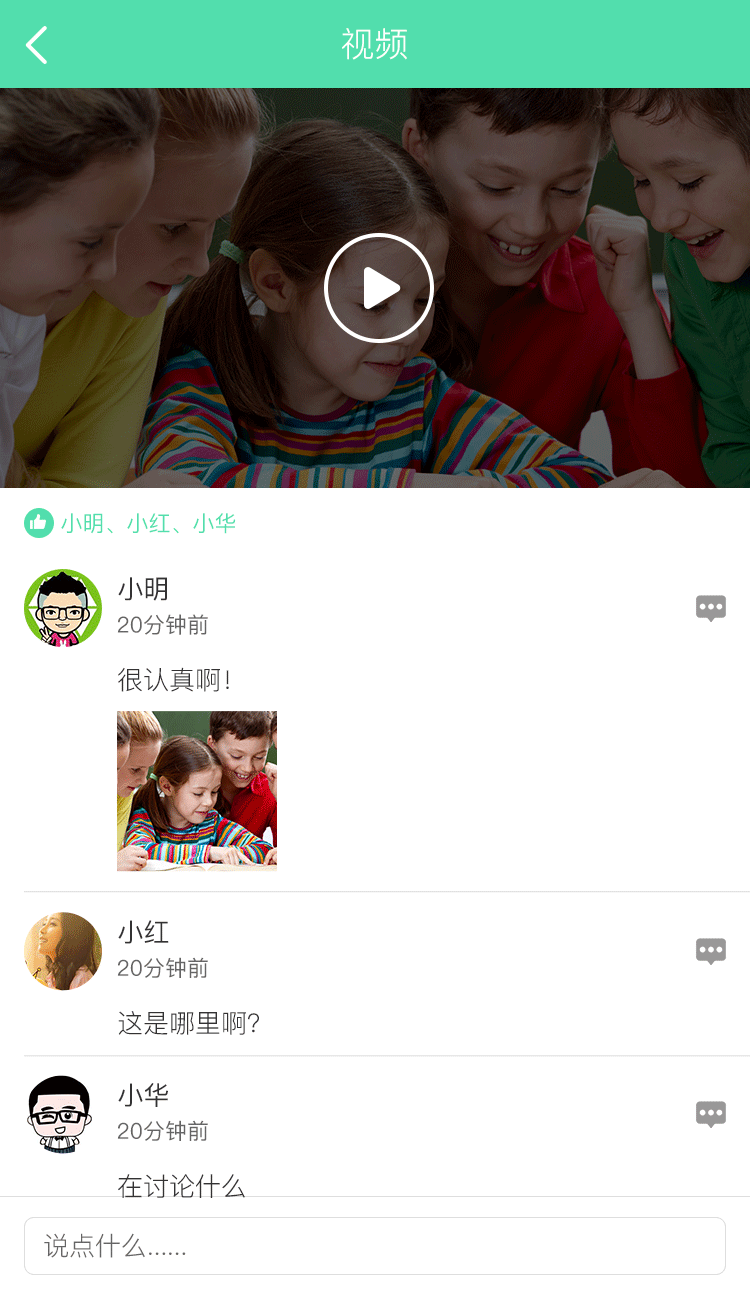 视频
小明、小红、小华
小明
20分钟前
很认真啊!
小红
20分钟前
这是哪里啊?
小华
20分钟前
在讨论什么
说点什么......